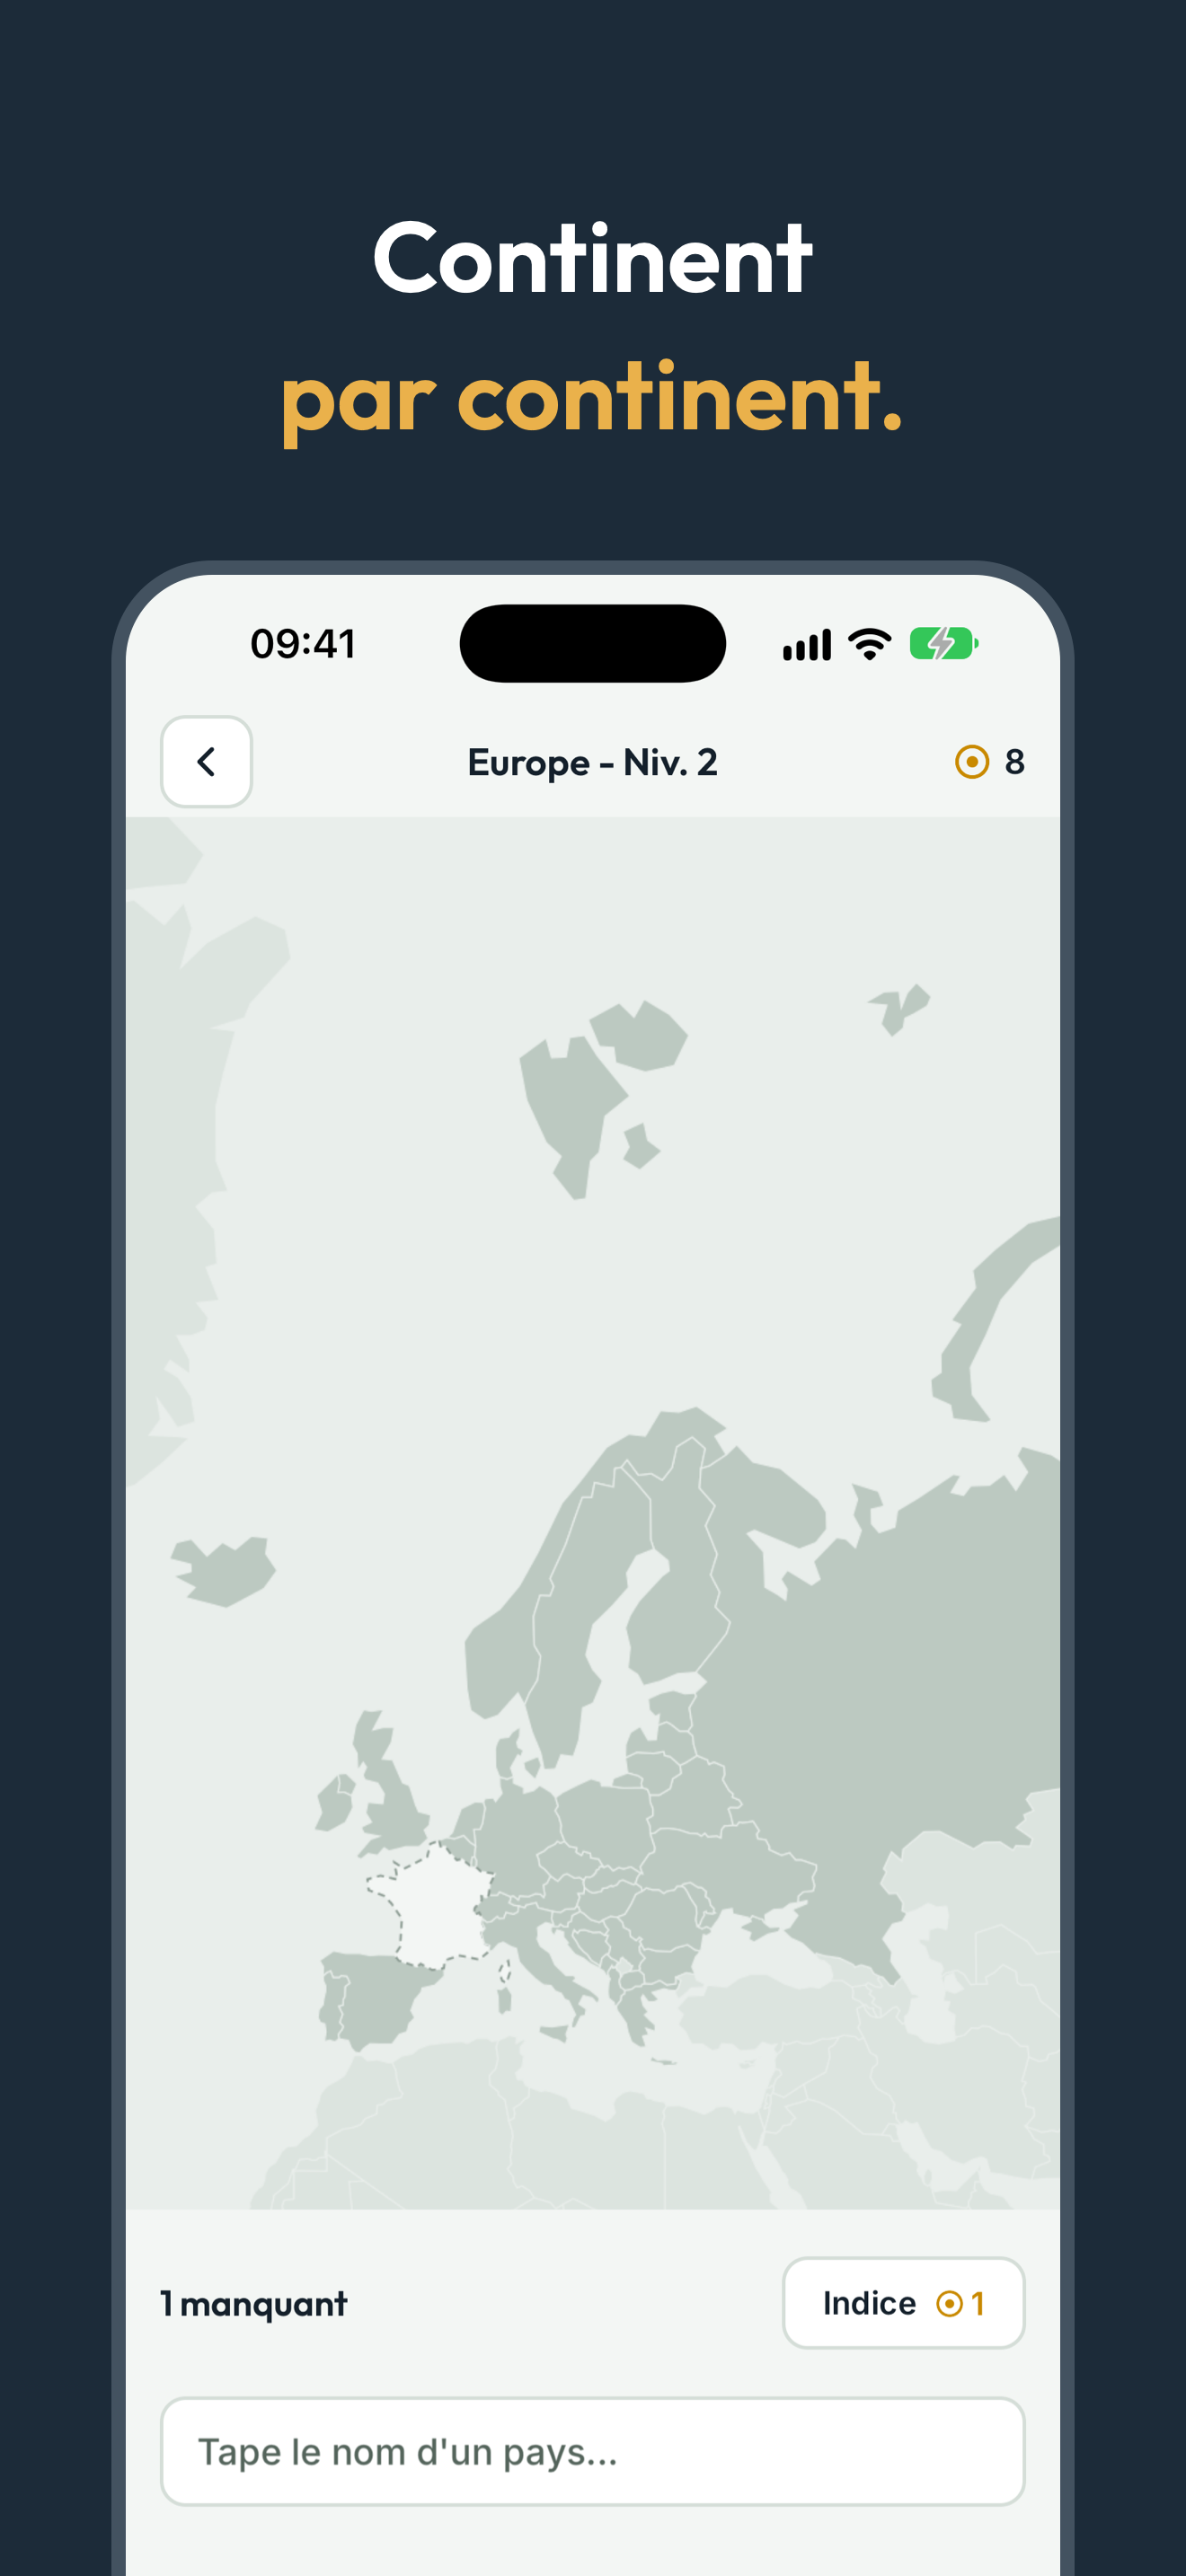 Continent
par continent.
09:41
Europe - Niv. 2
8
1 manquant
Indice 1
Tape le nom d'un pays...